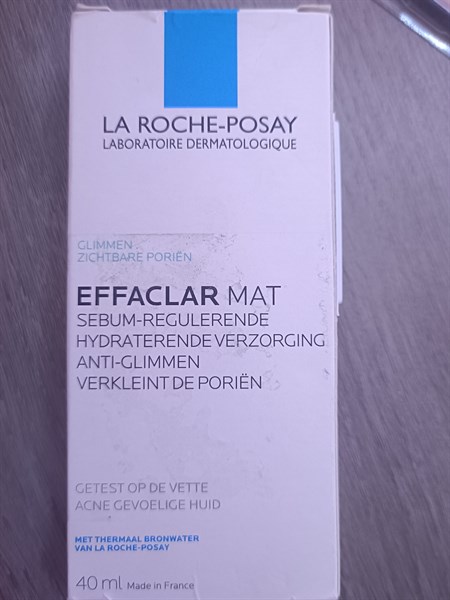 LA ROCHE-POSAY
LABORATOIRE DERMATOLOGIQUE
GLIMMEN
ZICHTBARE PORIËN
EFFACLAR MAT
SEBUM-REGULERENDE
HYDRATERENDE VERZORGING
ANTI-GLIMMEN
VERKLEINT DE PORIËN
GETEST OP DE VETTE
ACNE GEVOELIGE HUID
MET THERMAAL BRONWATER
VAN LA ROCHE-POSAY
40 ml Made in France